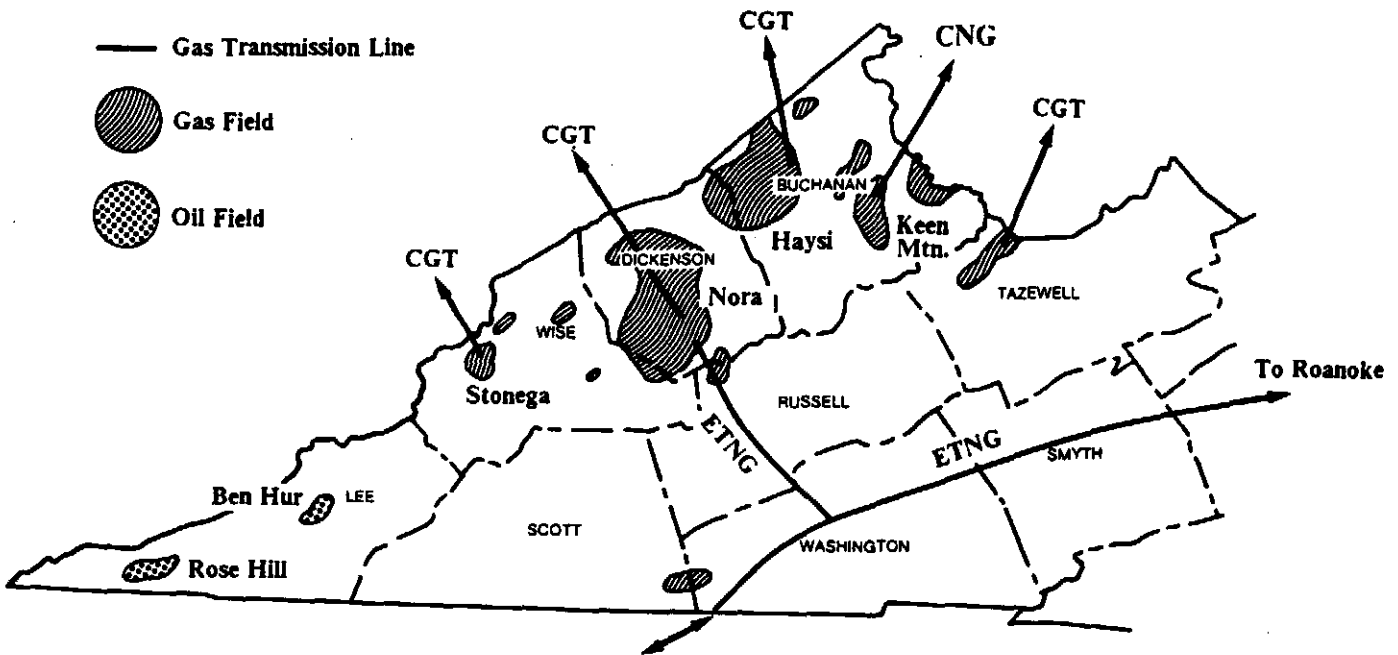 Gas Transmission Line
Gas Field
Oil Field
CGT
CNG
CGT
CGT
CGT
BUCHANAN
Keen
Mtn.
Haysi
DICKENSON
Nora
TAZEWELL
WISE
Stonega
RUSSELL
To Roanoke
ETNG
ETNG
SMYTH
Ben Hur
LEE
SCOTT
WASHINGTON
Rose Hill